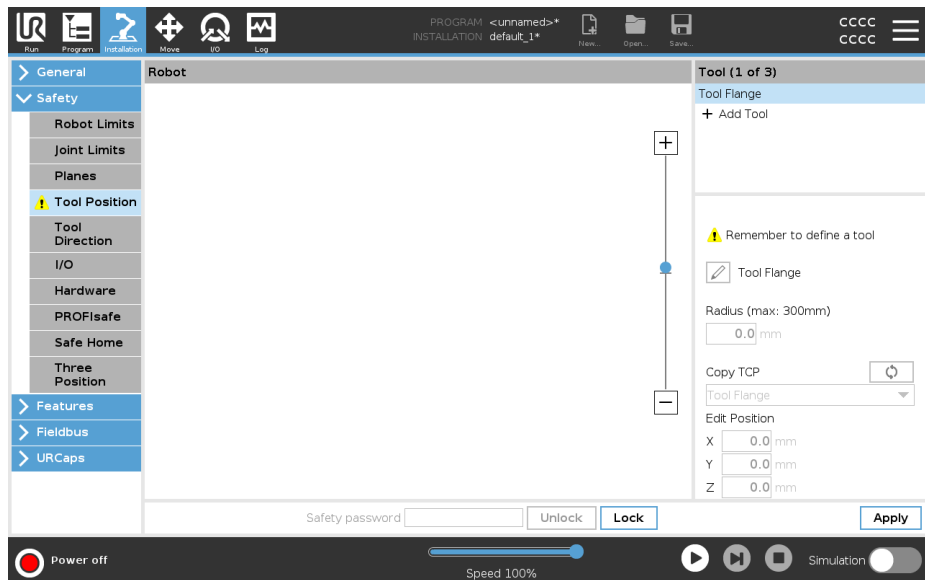 PROGRAM <unnamed>*
INSTALLATION default_1*
CCCC
CCCC
Run Program Installation Move I/O Log New... Open... Save...
General
Safety
Robot Limits
Joint Limits
Planes
Tool Position
Tool
Direction
I/O
Hardware
PROFIsafe
Safe Home
Three
Position
Features
Fieldbus
URCaps
Robot
Tool (1 of 3)
Tool Flange
+ Add Tool
Remember to define a tool
Tool Flange
Radius (max: 300mm)
0.0 mm
Copy TCP
Tool Flange
Edit Position
X 0.0 mm
Y 0.0 mm
Z 0.0 mm
Safety password Unlock Lock Apply
Power off
Speed 100%
Simulation